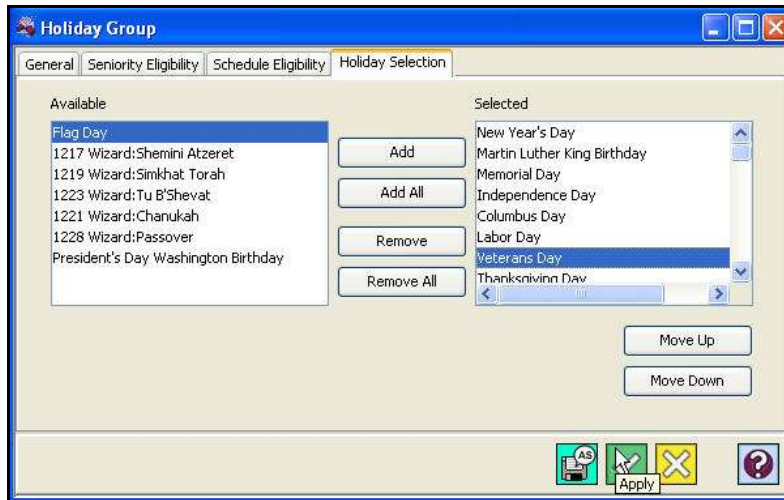 Holiday Group
General Seniority Eligibility Schedule Eligibility Holiday Selection
Available
Flag Day
1217 Wizard:Shemini Atzeret
1219 Wizard:Simkhat Torah
1223 Wizard:Tu B'Shevat
1221 Wizard:Chanukah
1228 Wizard:Passover
President's Day Washington Birthday
Add
Add All
Remove
Remove All
Selected
New Year's Day
Martin Luther King Birthday
Memorial Day
Independence Day
Columbus Day
Labor Day
Veterans Day
Thanksgiving Day
Move Up
Move Down
AS
Apply
?